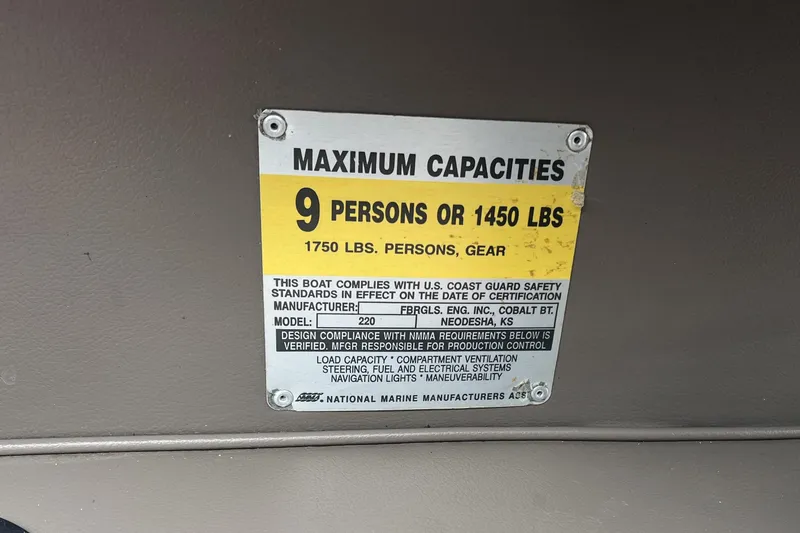 MAXIMUM CAPACITIES
9 PERSONS OR 1450 LBS
1750 LBS. PERSONS, GEAR
THIS BOAT COMPLIES WITH U.S. COAST GUARD SAFETY
STANDARDS IN EFFECT ON THE DATE OF CERTIFICATION
MANUFACTURER: FBRGLS. ENG. INC., COBALT BT.
MODEL: 220 NEODESHA, KS
DESIGN COMPLIANCE WITH NMMA REQUIREMENTS BELOW IS
VERIFIED. MFGR RESPONSIBLE FOR PRODUCTION CONTROL
LOAD CAPACITY * COMPARTMENT VENTILATION
STEERING, FUEL AND ELECTRICAL SYSTEMS
NAVIGATION LIGHTS * MANEUVERABILITY
NATIONAL MARINE MANUFACTURERS